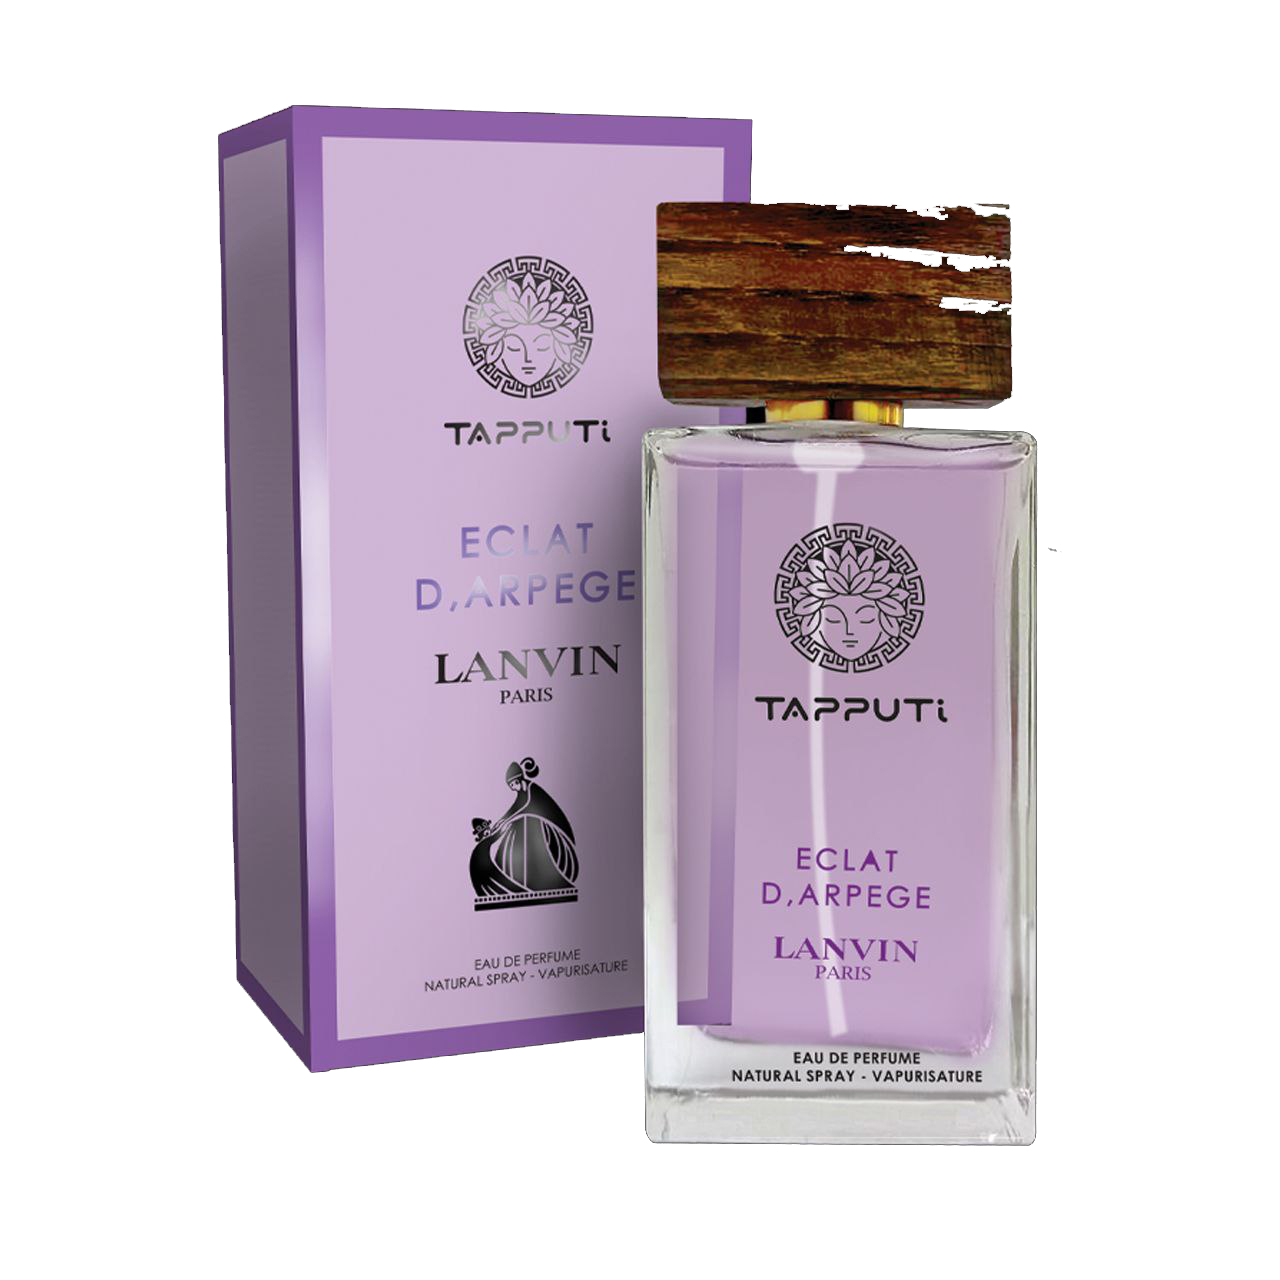 TAPPUTi
ECLAT
D,ARPEGE
LANVIN
PARIS
EAU DE PERFUME
NATURAL SPRAY - VAPURISATURE
TAPPUTi
ECLAT
D,ARPEGE
LANVIN
PARIS
EAU DE PERFUME
NATURAL SPRAY - VAPURISATURE